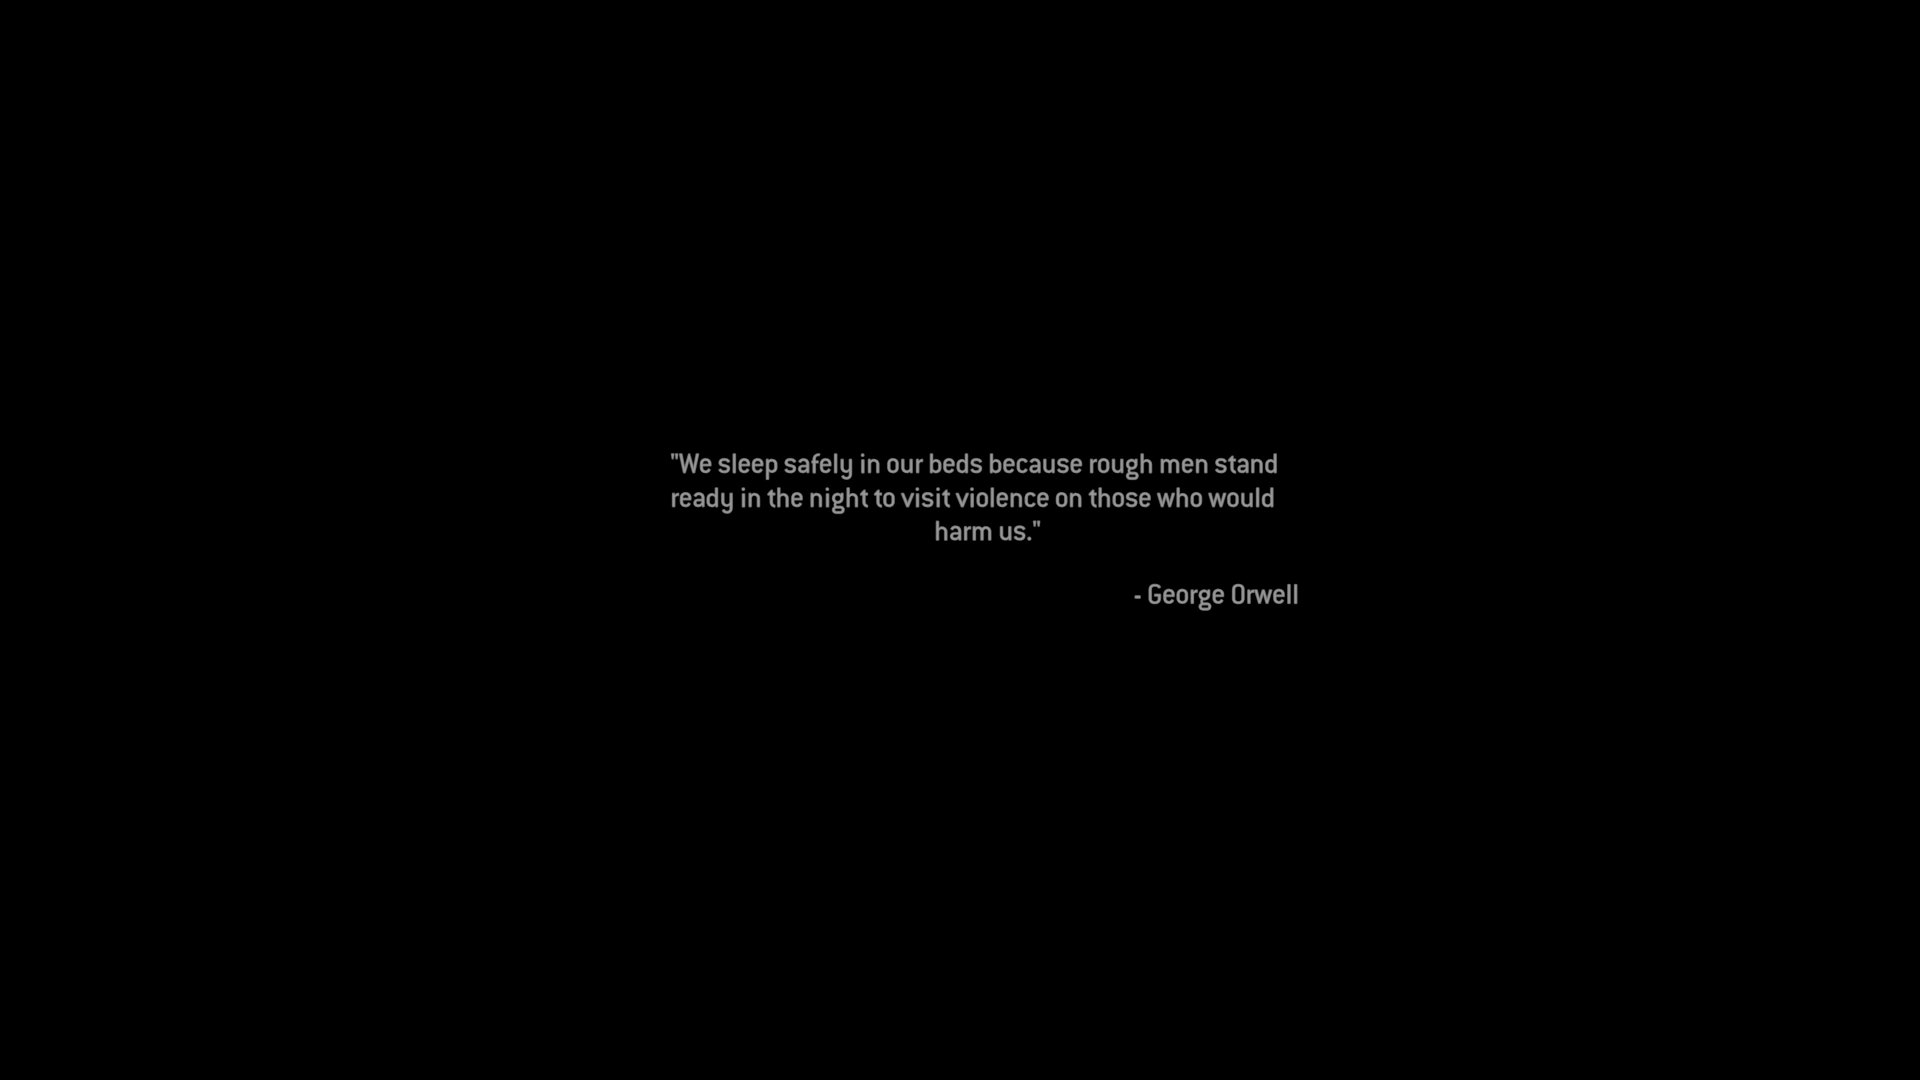 "We sleep safely in our beds because rough men stand
ready in the night to visit violence on those who would
harm us."
- George Orwell